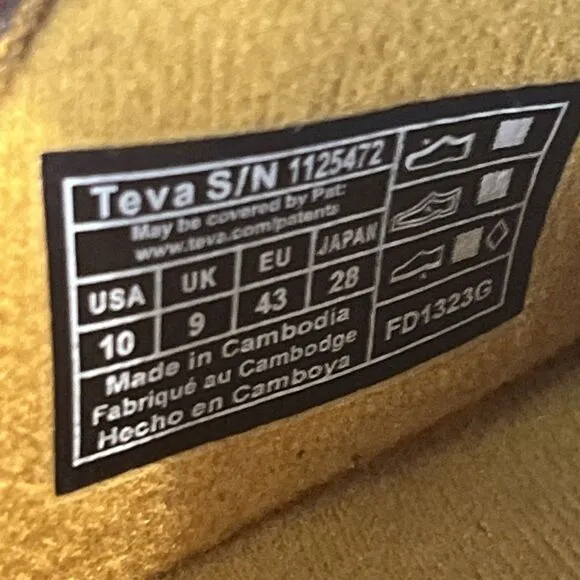 Teva S/N 1125472
May be covered by Pat:
www.teva.com/patents
USA UK EU JAPAN
10 9 43 28
Made in Cambodia
Fabriqué au Cambodge
Hecho en Camboya
FD1323G